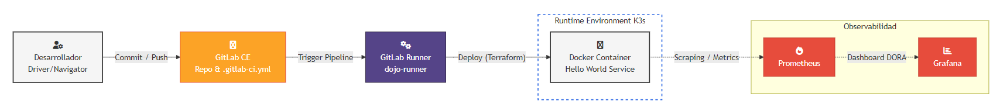 Desarrollador
Driver/Navigator
Commit / Push
GitLab CE
Repo & .gitlab-ci.yml
Trigger Pipeline
GitLab Runner
dojo-runner
Deploy (Terraform)
Runtime Environment K3s
Docker Container
Hello World Service
Scraping / Metrics
Observabilidad
Prometheus
Dashboard DORA
Grafana